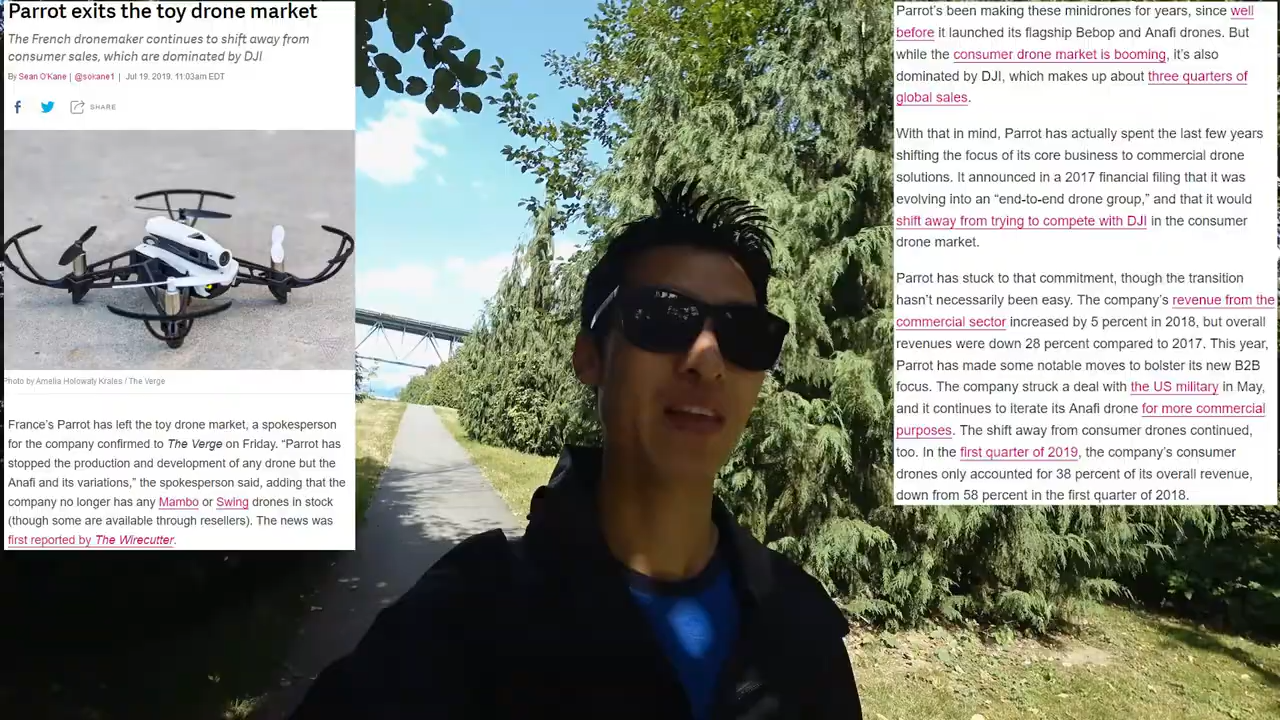 Parrot exits the toy drone market
The French dronemaker continues to shift away from
consumer sales, which are dominated by DJI
By Sean O'Kane | @sokane1 | Jul 19, 2019, 11:03am EDT
SHARE
Photo by Amelia Holowaty Krales / The Verge
France's Parrot has left the toy drone market, a spokesperson
for the company confirmed to The Verge on Friday. “Parrot has
stopped the production and development of any drone but the
Anafi and its variations,” the spokesperson said, adding that the
company no longer has any Mambo or Swing drones in stock
(though some are available through resellers). The news was
first reported by The Wirecutter.
Parrot's been making these minidrones for years, since well
before it launched its flagship Bebop and Anafi drones. But
while the consumer drone market is booming, it's also
dominated by DJI, which makes up about three quarters of
global sales.
With that in mind, Parrot has actually spent the last few years
shifting the focus of its core business to commercial drone
solutions. It announced in a 2017 financial filing that it was
evolving into an “end-to-end drone group,” and that it would
shift away from trying to compete with DJI in the consumer
drone market.
Parrot has stuck to that commitment, though the transition
hasn't necessarily been easy. The company's revenue from the
commercial sector increased by 5 percent in 2018, but overall
revenues were down 28 percent compared to 2017. This year,
Parrot has made some notable moves to bolster its new B2B
focus. The company struck a deal with the US military in May,
and it continues to iterate its Anafi drone for more commercial
purposes. The shift away from consumer drones continued,
too. In the first quarter of 2019, the company's consumer
drones only accounted for 38 percent of its overall revenue,
down from 58 percent in the first quarter of 2018.